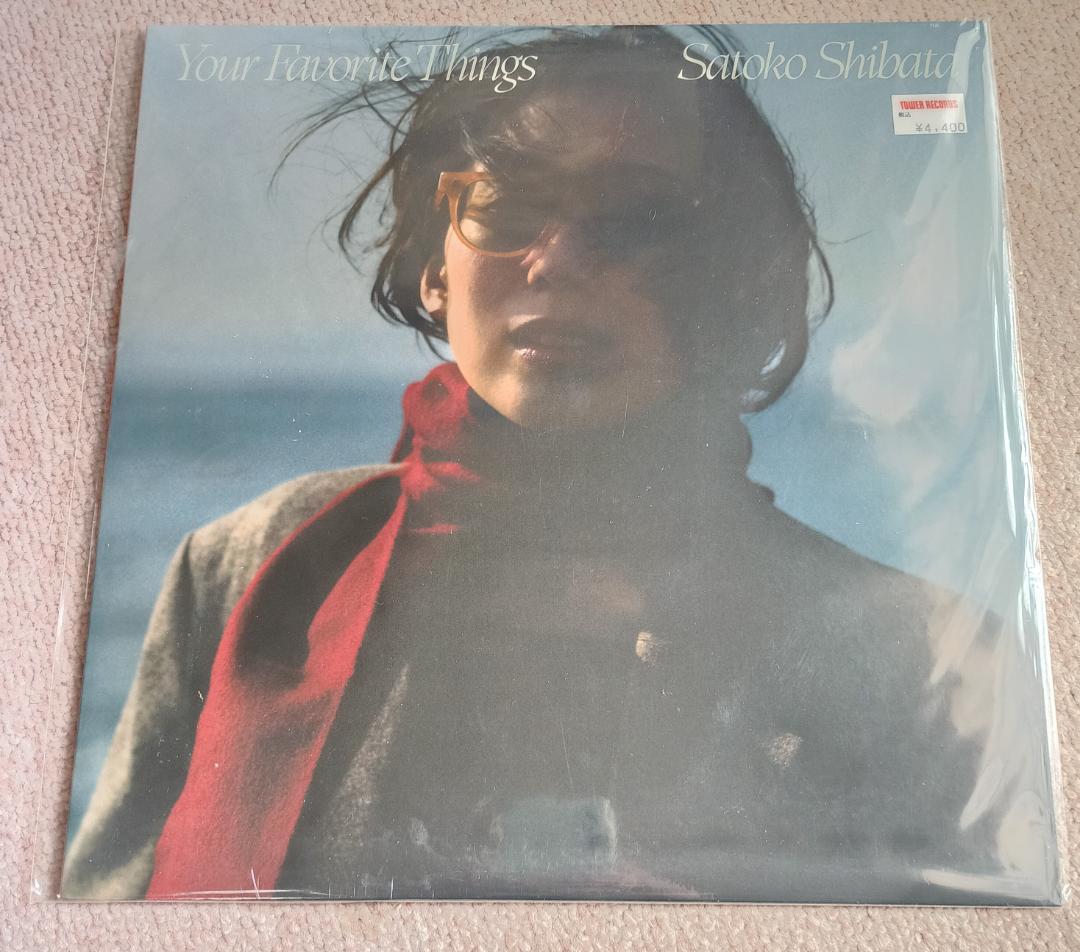 Your Favorite Things
Satoko Shibata
TOWER RECORDS
税込
¥4,400